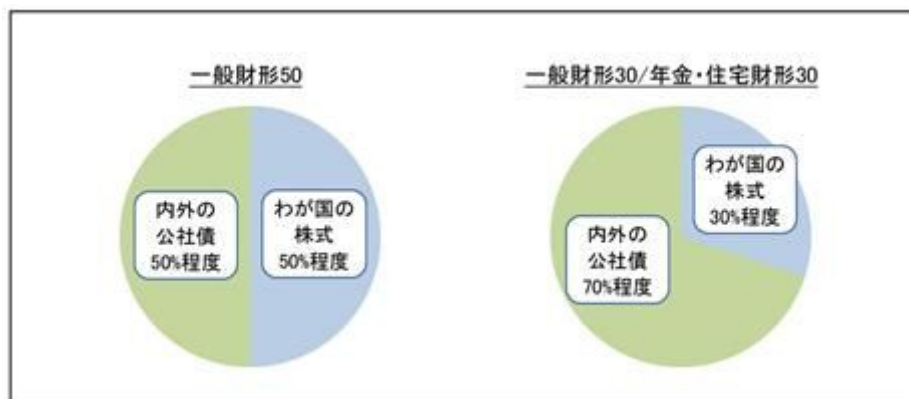 一般財形50
内外の
公社債
50%程度
わが国の
株式
50%程度
一般財形30/年金・住宅財形30
わが国の
株式
30%程度
内外の
公社債
70%程度